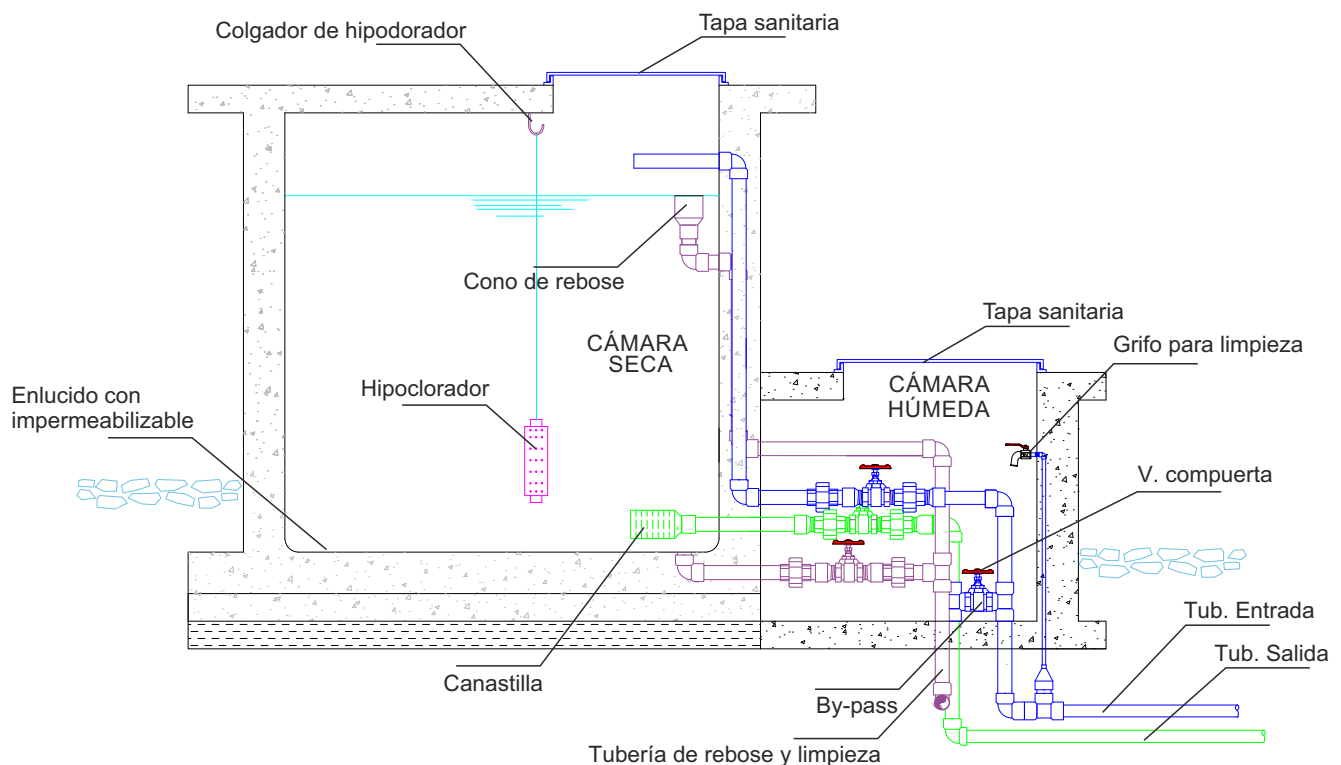 Tapa sanitaria
Colgador de hipodorador
Cono de rebose
CÁMARA
SECA
Tapa sanitaria
Grifo para limpieza
CÁMARA
HÚMEDA
Hipoclorador
Enlucido con
impermeabilizable
V. compuerta
Tub. Entrada
Tub. Salida
Canastilla
By-pass
Tubería de rebose y limpieza